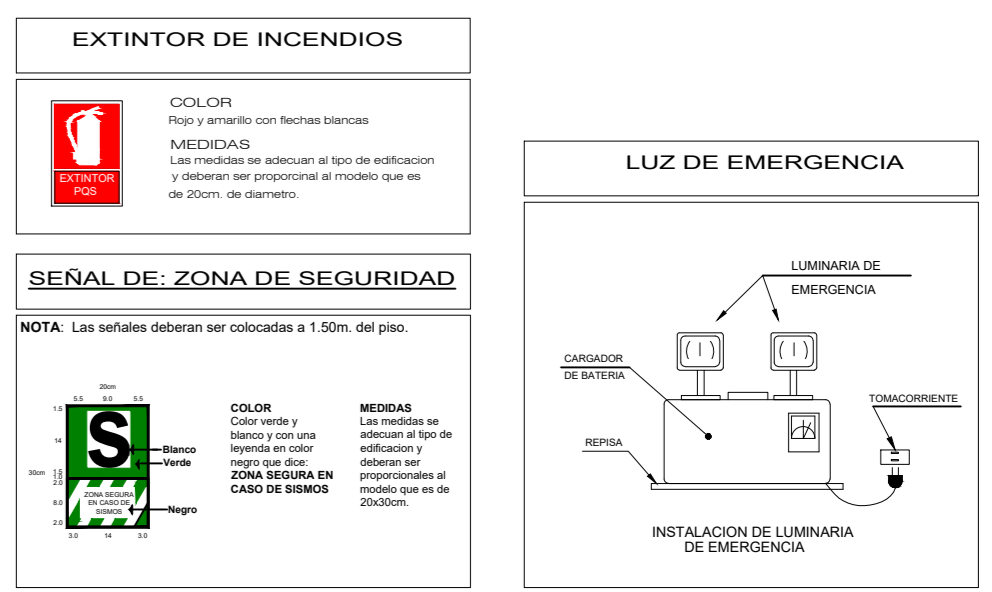 EXTINTOR DE INCENDIOS
EXTINTOR
PQS
COLOR
Rojo y amarillo con flechas blancas
MEDIDAS
Las medidas se adecuan al tipo de edificacion
y deberan ser proporcinal al modelo que es
de 20cm. de diametro.
SEÑAL DE: ZONA DE SEGURIDAD
NOTA: Las señales deberan ser colocadas a 1.50m. del piso.
20cm
5.5 9.0 5.5
1.5
14
30cm
1.5
1.0
2.0
8.0
2.0
3.0 14 3.0
S
Blanco
Verde
ZONA SEGURA
EN CASO DE
SISMOS
Negro
COLOR
Color verde y
blanco y con una
leyenda en color
negro que dice:
ZONA SEGURA EN
CASO DE SISMOS
MEDIDAS
Las medidas se
adecuan al tipo de
edificacion y
deberan ser
proporcionales al
modelo que es de
20x30cm.
LUZ DE EMERGENCIA
LUMINARIA DE
EMERGENCIA
CARGADOR
DE BATERIA
TOMACORRIENTE
REPISA
INSTALACION DE LUMINARIA
DE EMERGENCIA